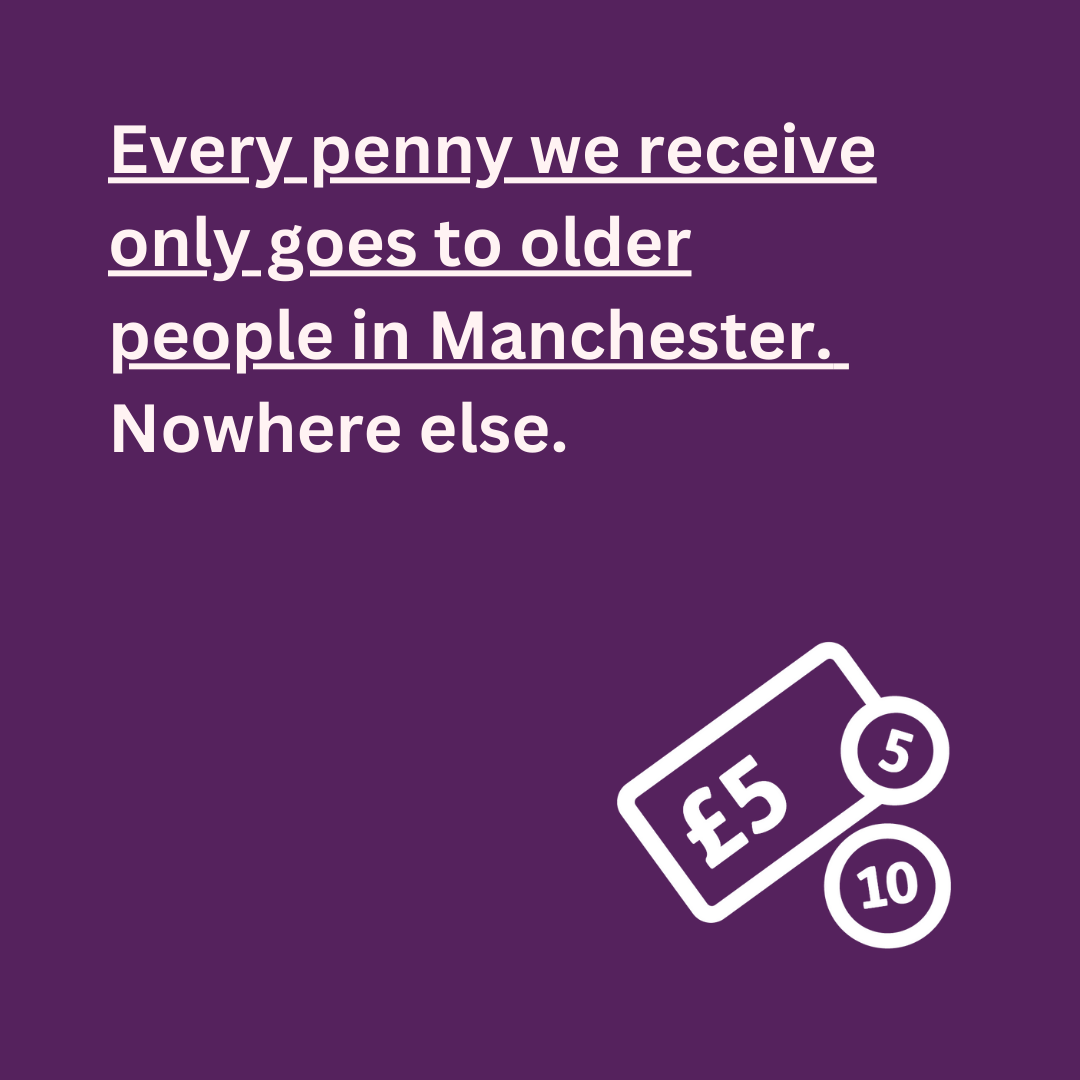 Every penny we receive
only goes to older
people in Manchester.
Nowhere else.
£5
5
10